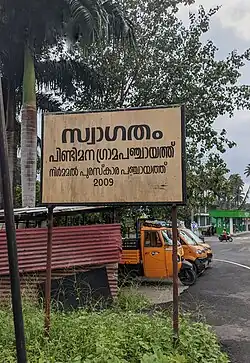 സ്വാഗതം
പിണ്ടിമന ഗ്രാമപഞ്ചായത്ത്
നിർമ്മൽ പുരസ്കാര പഞ്ചായത്ത്
2009